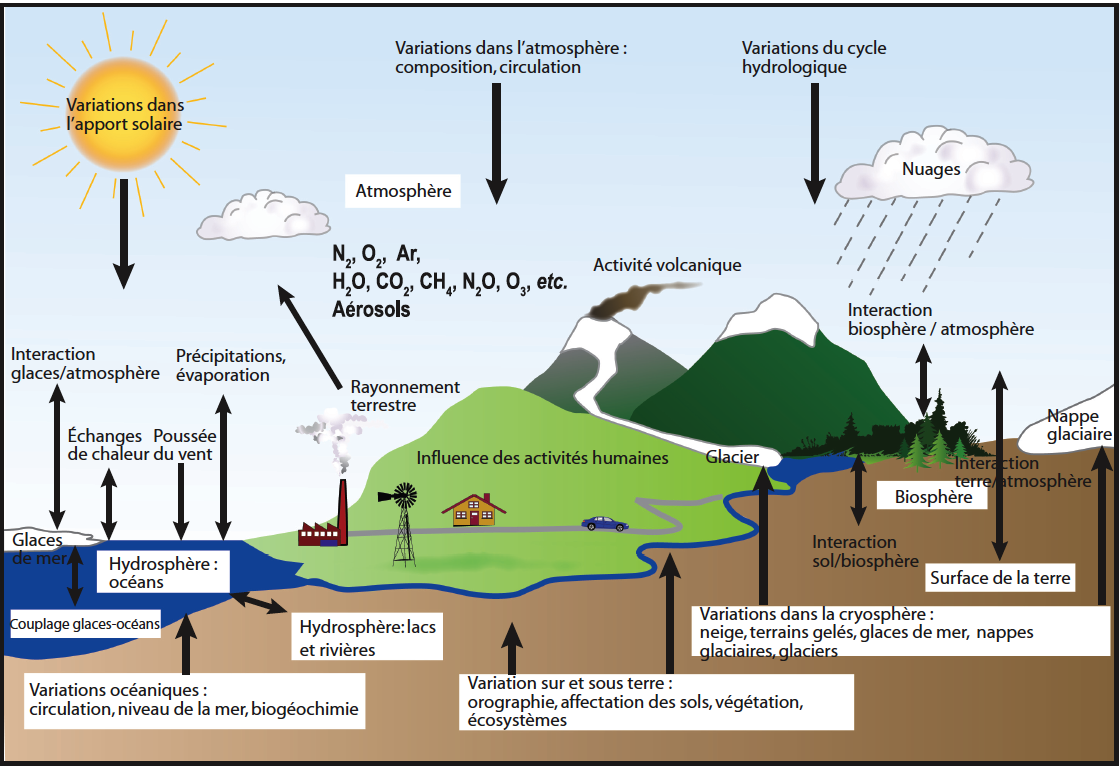 Variations dans l'atmosphère :
composition, circulation
Variations du cycle
hydrologique
Variations dans
l'apport solaire
Nuages
Atmosphère
N2, O2, Ar,
H2O, CO2, CH4, N2O, O3, etc.
Aérosols
Activité volcanique
Interaction
biosphère / atmosphère
Interaction
glaces/atmosphère
Précipitations,
évaporation
Rayonnement
terrestre
Échanges
de chaleur
Poussée
du vent
Influence des activités humaines
Glacier
Nappe
glaciaire
Interaction
terre/atmosphère
Biosphère
Glaces
de mer
Hydrosphère :
océans
Interaction
sol/biosphère
Surface de la terre
Couplage glaces-océans
Hydrosphère: lacs
et rivières
Variations dans la cryosphère :
neige, terrains gelés, glaces de mer, nappes
glaciaires, glaciers
Variations océaniques :
circulation, niveau de la mer, biogéochimie
Variation sur et sous terre :
orographie, affectation des sols, végétation,
écosystèmes